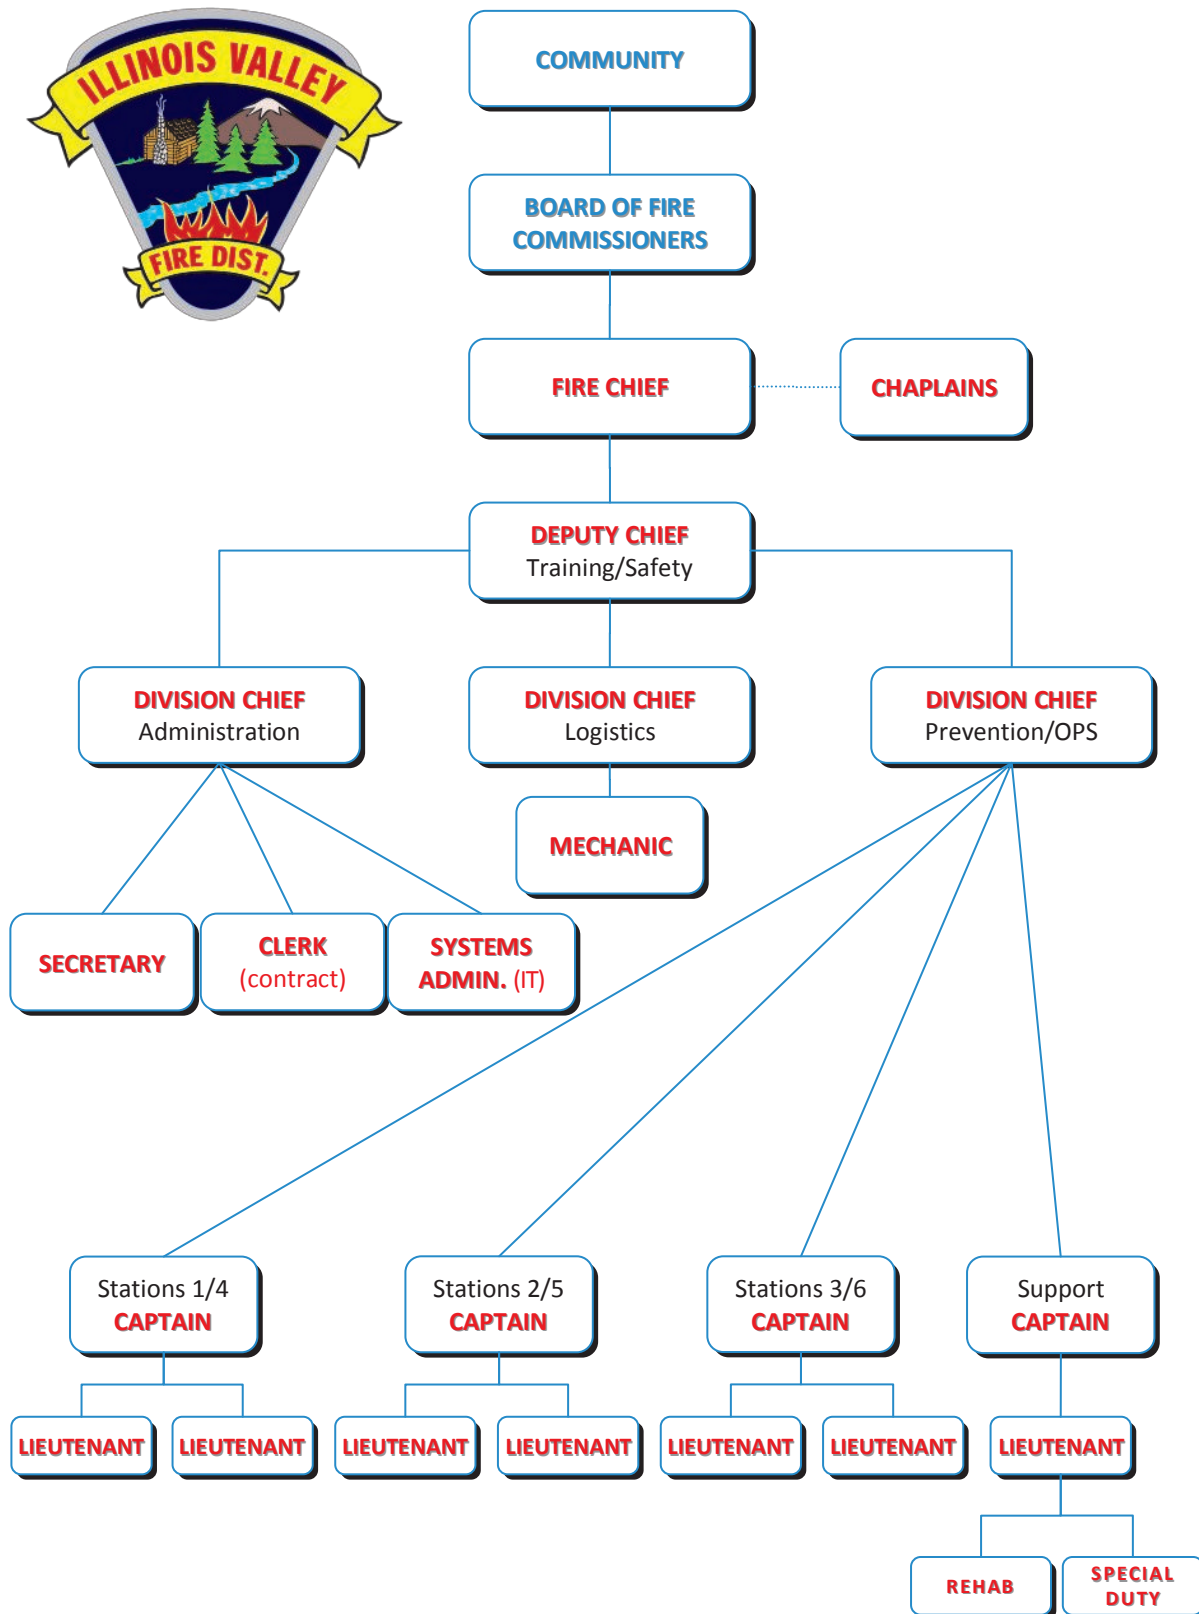 ILLINOIS VALLEY
FIRE DIST.
COMMUNITY
BOARD OF FIRE
COMMISSIONERS
FIRE CHIEF
CHAPLAINS
DEPUTY CHIEF
Training/Safety
DIVISION CHIEF
Administration
DIVISION CHIEF
Logistics
DIVISION CHIEF
Prevention/OPS
MECHANIC
SECRETARY
CLERK
(contract)
SYSTEMS
ADMIN. (IT)
Stations 1/4
CAPTAIN
Stations 2/5
CAPTAIN
Stations 3/6
CAPTAIN
Support
CAPTAIN
LIEUTENANT
LIEUTENANT
LIEUTENANT
LIEUTENANT
LIEUTENANT
LIEUTENANT
LIEUTENANT
REHAB
SPECIAL
DUTY